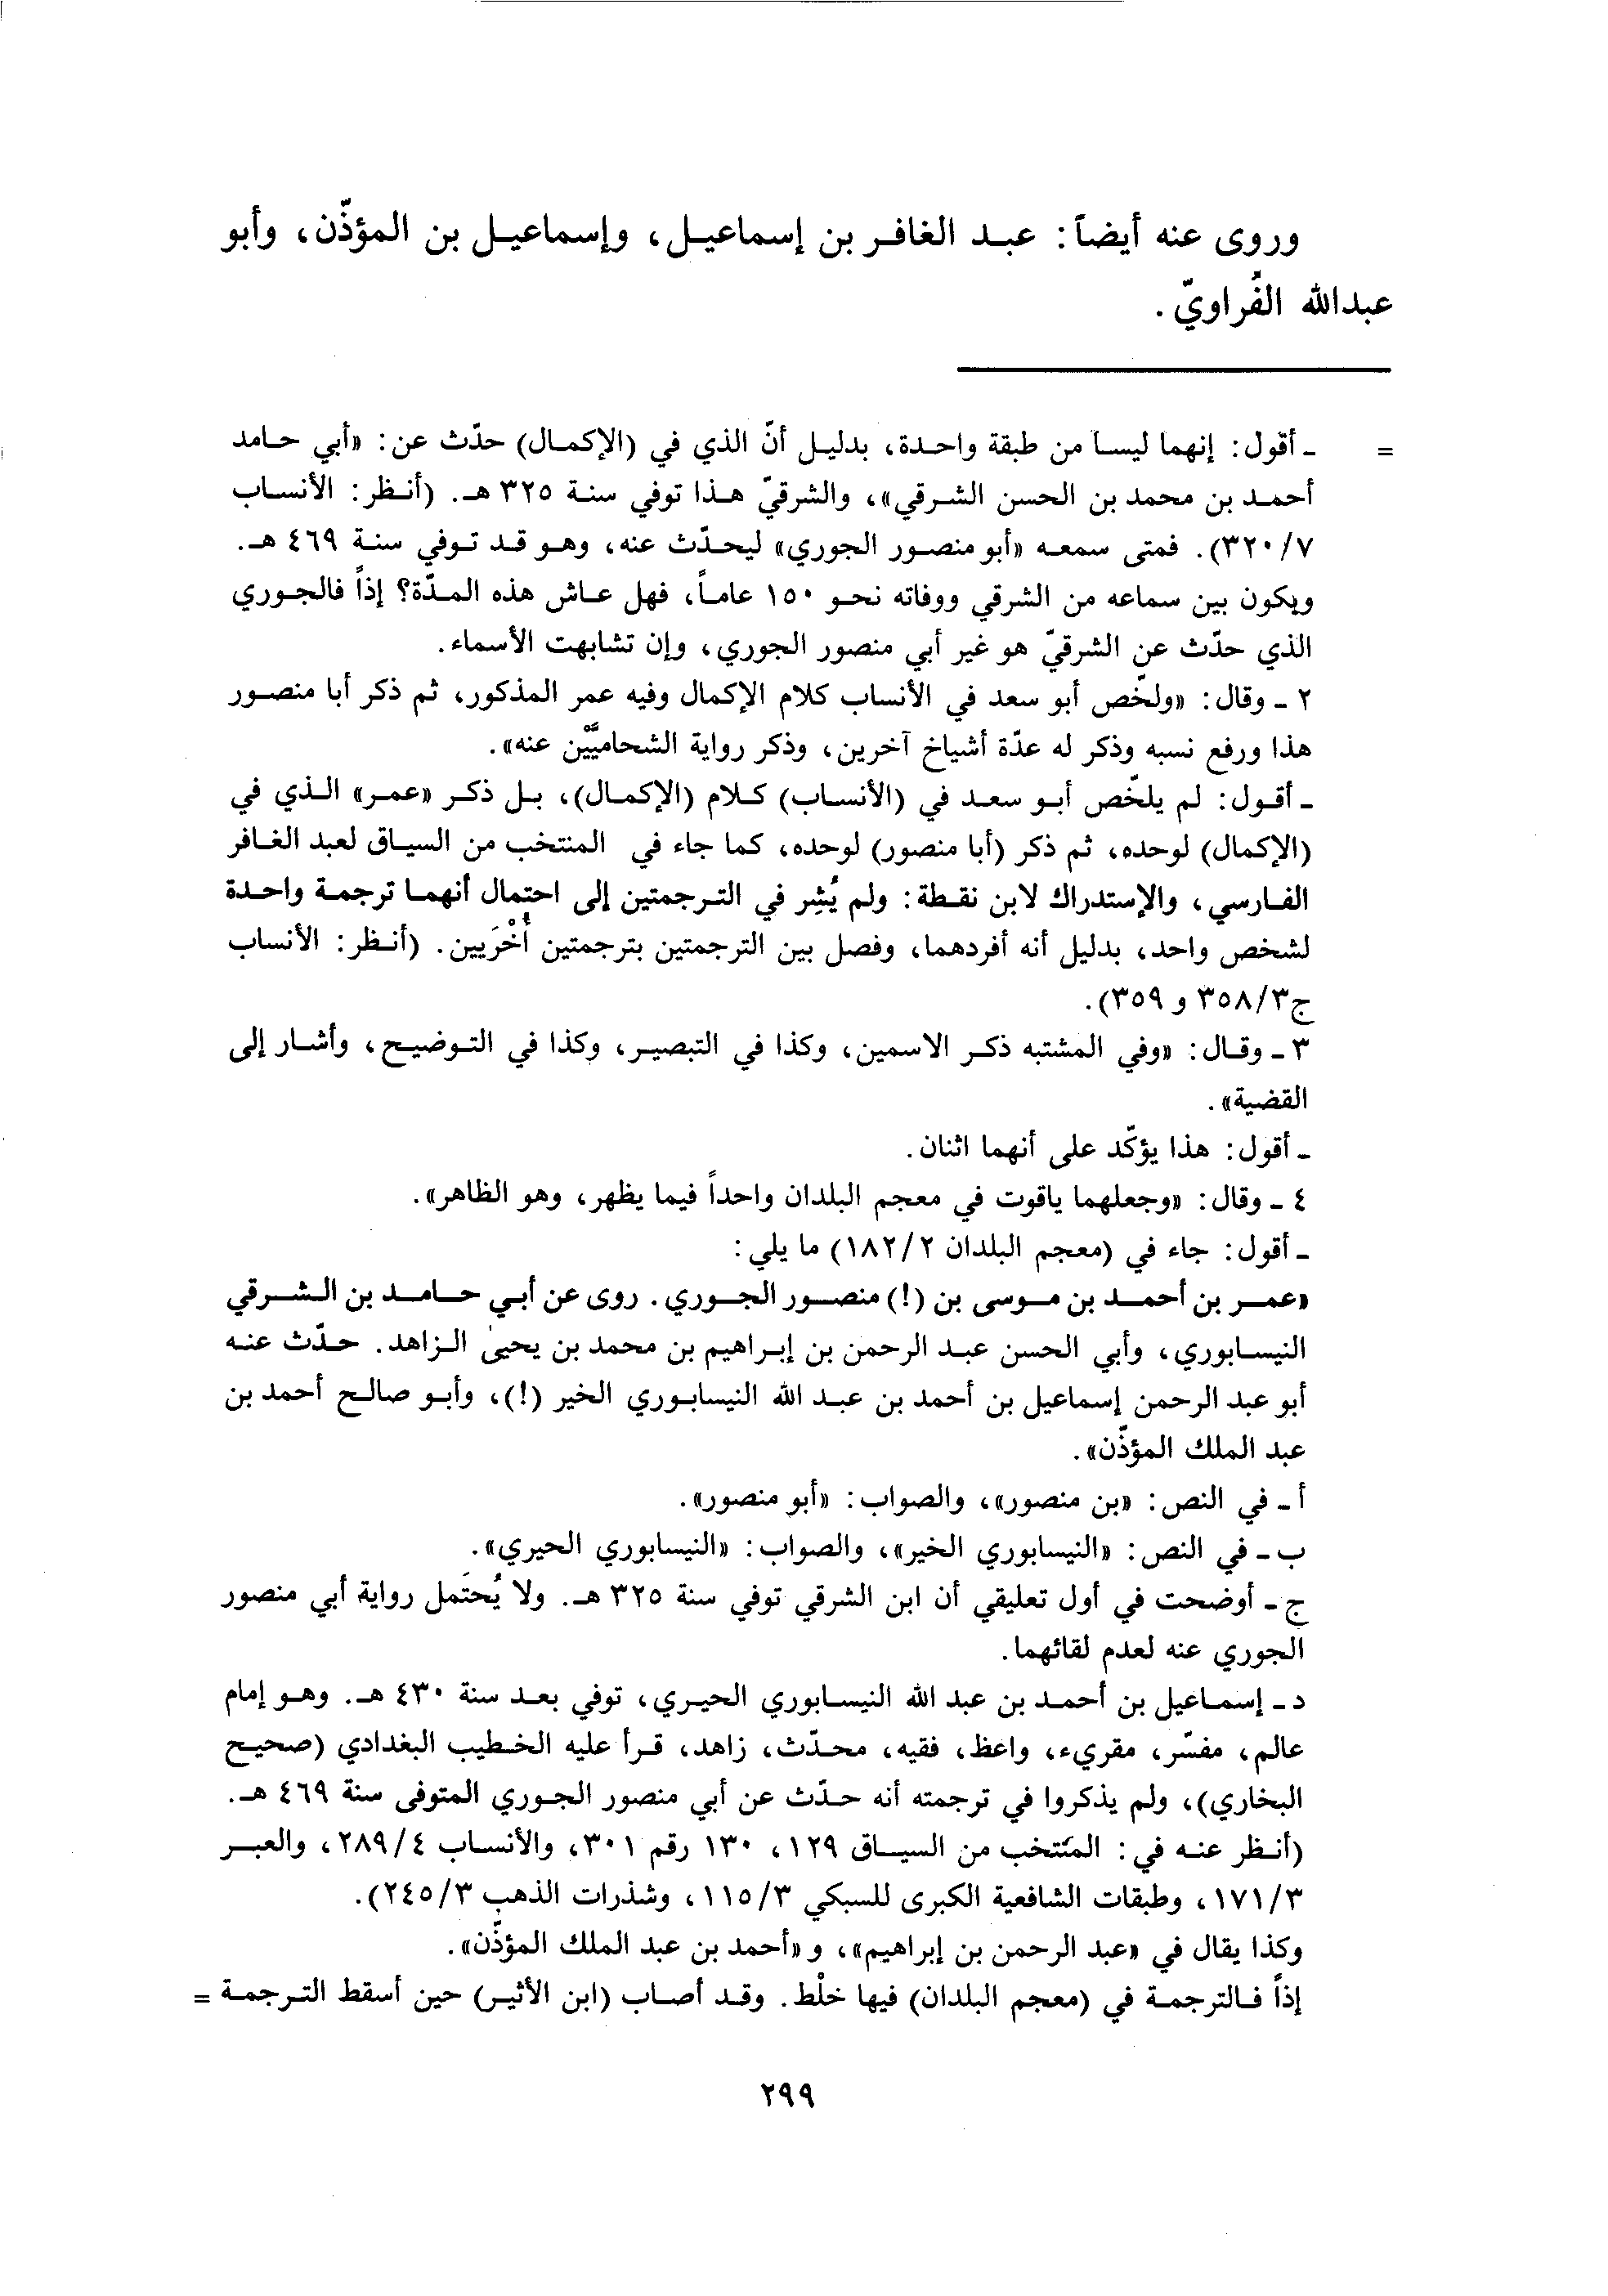 وروى عنه أيضاً: عبد الغافر بن إسماعيل، وإسماعيل بن المؤذّن، وأبو
عبدالله الفُراويّ.
= ـ أقول: إنهما ليسا من طبقة واحدة، بدليل أنّ الذي في (الإكمال) حدّث عن: «أبي حامد
أحمد بن محمد بن الحسن الشرقي»، والشرقيّ هذا توفي سنة ٣٢٥ هـ. (أنظر: الأنساب
٣٢٠/٧). فمتى سمعه «أبو منصور الجوري» ليحدّث عنه، وهو قد توفي سنة ٤٦٩ هـ.
ويكون بين سماعه من الشرقي ووفاته نحو ١٥٠ عاماً، فهل عاش هذه المدّة؟ إذاً فالجوري
الذي حدّث عن الشرقيّ هو غير أبي منصور الجوري، وإن تشابهت الأسماء.
٢ ـ وقال: «ولخّص أبو سعد في الأنساب كلام الإكمال وفيه عمر المذكور، ثم ذكر أبا منصور
هذا ورفع نسبه وذكر له عدّة أشياخ آخرين، وذكر رواية الشحاميَّيْن عنه».
ـ أقول: لم يلخّص أبو سعد في (الأنساب) كلام (الإكمال)، بل ذكر «عمر» الذي في
(الإكمال) لوحده، ثم ذكر (أبا منصور) لوحده، كما جاء في المنتخب من السياق لعبد الغافر
الفارسي، والإستدراك لابن نقطة: ولم يُشِر في الترجمتين إلى احتمال أنهما ترجمة واحدة
لشخص واحد، بدليل أنه أفردهما، وفصل بين الترجمتين بترجمتين أُخْرَيين. (أنظر: الأنساب
ج٣٥٨/٣ و ٣٥٩).
٣ ـ وقال: «وفي المشتبه ذكر الاسمين، وكذا في التبصير، وكذا في التوضيح، وأشار إلى
القضية».
ـ أقول: هذا يؤكّد على أنهما اثنان.
٤ ـ وقال: «وجعلهما ياقوت في معجم البلدان واحداً فيما يظهر، وهو الظاهر».
ـ أقول: جاء في (معجم البلدان ١٨٢/٢) ما يلي:
«عمر بن أحمد بن موسى بن (!) منصور الجوري. روى عن أبي حامد بن الشرقي
النيسابوري، وأبي الحسن عبد الرحمن بن إبراهيم بن محمد بن يحيىٰ الزاهد. حدّث عنه
أبو عبد الرحمن إسماعيل بن أحمد بن عبد الله النيسابوري الخير (!)، وأبو صالح أحمد بن
عبد الملك المؤذّن».
أ ـ في النص: «بن منصور»، والصواب: «أبو منصور».
ب ـ في النص: «النيسابوري الخير»، والصواب: «النيسابوري الحيري».
ج ـ أوضحت في أول تعليقي أن ابن الشرقي توفي سنة ٣٢٥ هـ. ولا يُحتَمل رواية أبي منصور
الجوري عنه لعدم لقائهما.
د ـ إسماعيل بن أحمد بن عبد الله النيسابوري الحيري، توفي بعد سنة ٤٣٠ هـ. وهو إمام
عالم، مفسّر، مقريء، واعظ، فقيه، محدّث، زاهد، قرأ عليه الخطيب البغدادي (صحيح
البخاري)، ولم يذكروا في ترجمته أنه حدّث عن أبي منصور الجوري المتوفى سنة ٤٦٩ هـ.
(أنظر عنه في: المنتخب من السياق ١٢٩، ١٣٠ رقم ٣٠١، والأنساب ٢٨٩/٤، والعبر
١٧١/٣، وطبقات الشافعية الكبرى للسبكي ١١٥/٣، وشذرات الذهب ٢٤٥/٣).
وكذا يقال في «عبد الرحمن بن إبراهيم»، و«أحمد بن عبد الملك المؤذّن».
إذاً فالترجمة في (معجم البلدان) فيها خلْط. وقد أصاب (ابن الأثير) حين أسقط الترجمة =
٢٩٩